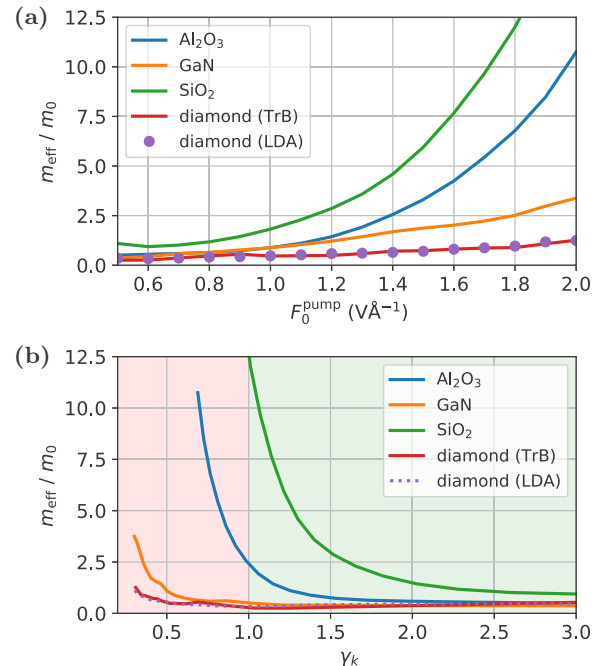 (a)
12.5
10.0
7.5
5.0
2.5
0.0
m_eff / m_0
Al₂O₃
GaN
SiO₂
diamond (TrB)
diamond (LDA)
0.6 0.8 1.0 1.2 1.4 1.6 1.8 2.0
F₀^pump (VÅ⁻¹)
(b)
12.5
10.0
7.5
5.0
2.5
0.0
m_eff / m_0
Al₂O₃
GaN
SiO₂
diamond (TrB)
diamond (LDA)
0.5 1.0 1.5 2.0 2.5 3.0
γ_k